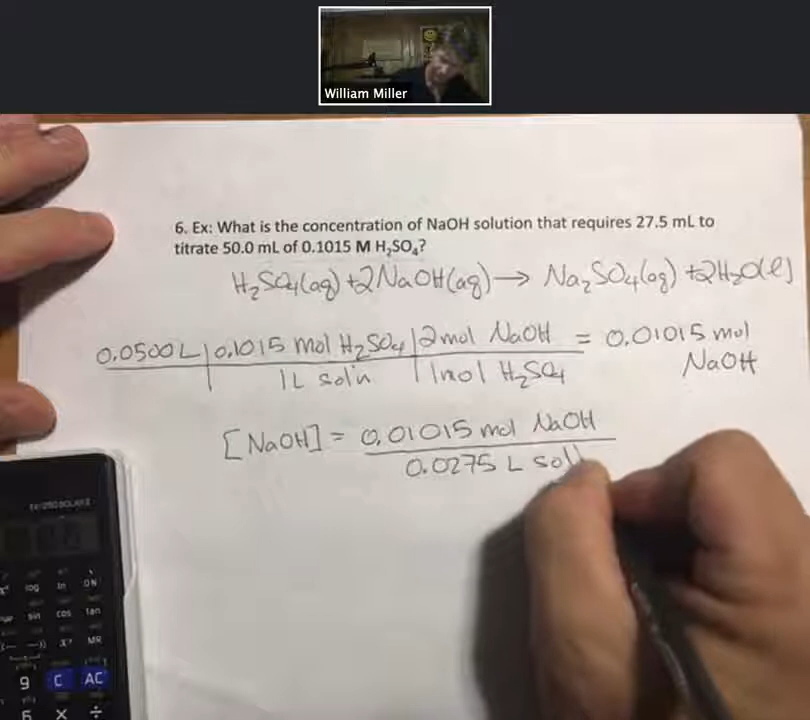 William Miller
6. Ex: What is the concentration of NaOH solution that requires 27.5 mL to
titrate 50.0 mL of 0.1015 M H₂SO₄?
H₂SO₄(aq) + 2NaOH(aq) → Na₂SO₄(aq) + 2H₂O(l)
0.0500 L | 0.1015 mol H₂SO₄ | 2 mol NaOH = 0.01015 mol
1 L sol'n | 1 mol H₂SO₄ NaOH
[NaOH] = 0.01015 mol NaOH
0.0275 L sol
log ln ON
sin cos tan
MR
9 C AC
6 X ÷